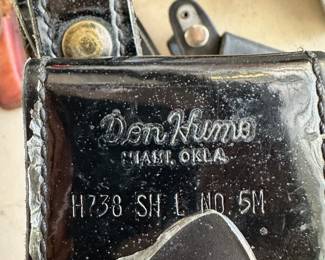 Don Hume
MIAMI, OKLA.
H738 SH L NO. 5M